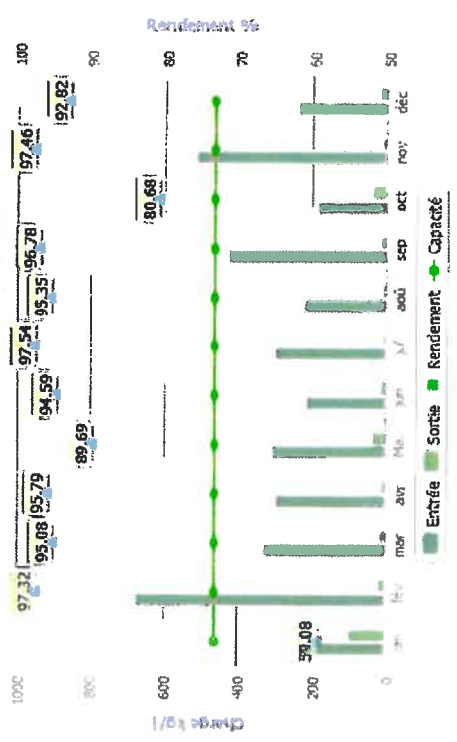 Rendement %
100
90
80
70
60
50
97.32
95.08
95.79
89.69
94.59
97.54
95.35
96.78
80.68
97.46
92.82
59.08
1000
800
600
400
200
0
Charge kg/j
fév
mar
avr
Mai
juin
jul
aoû
sep
oct
nov
déc
Entrée Sortie Rendement Capacité